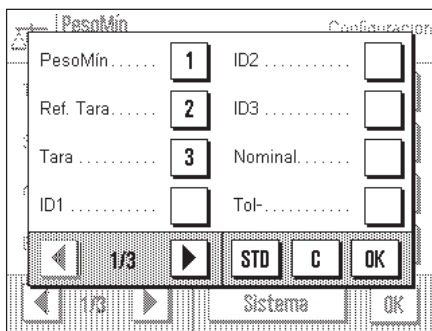 PesoMín Configuración
PesoMín...... 1 ID2..............
Ref. Tara...... 2 ID3..............
Tara.......... 3 Nominal.......
ID1........... Tol-............
1/3 STD C OK
1/3 Sistema OK